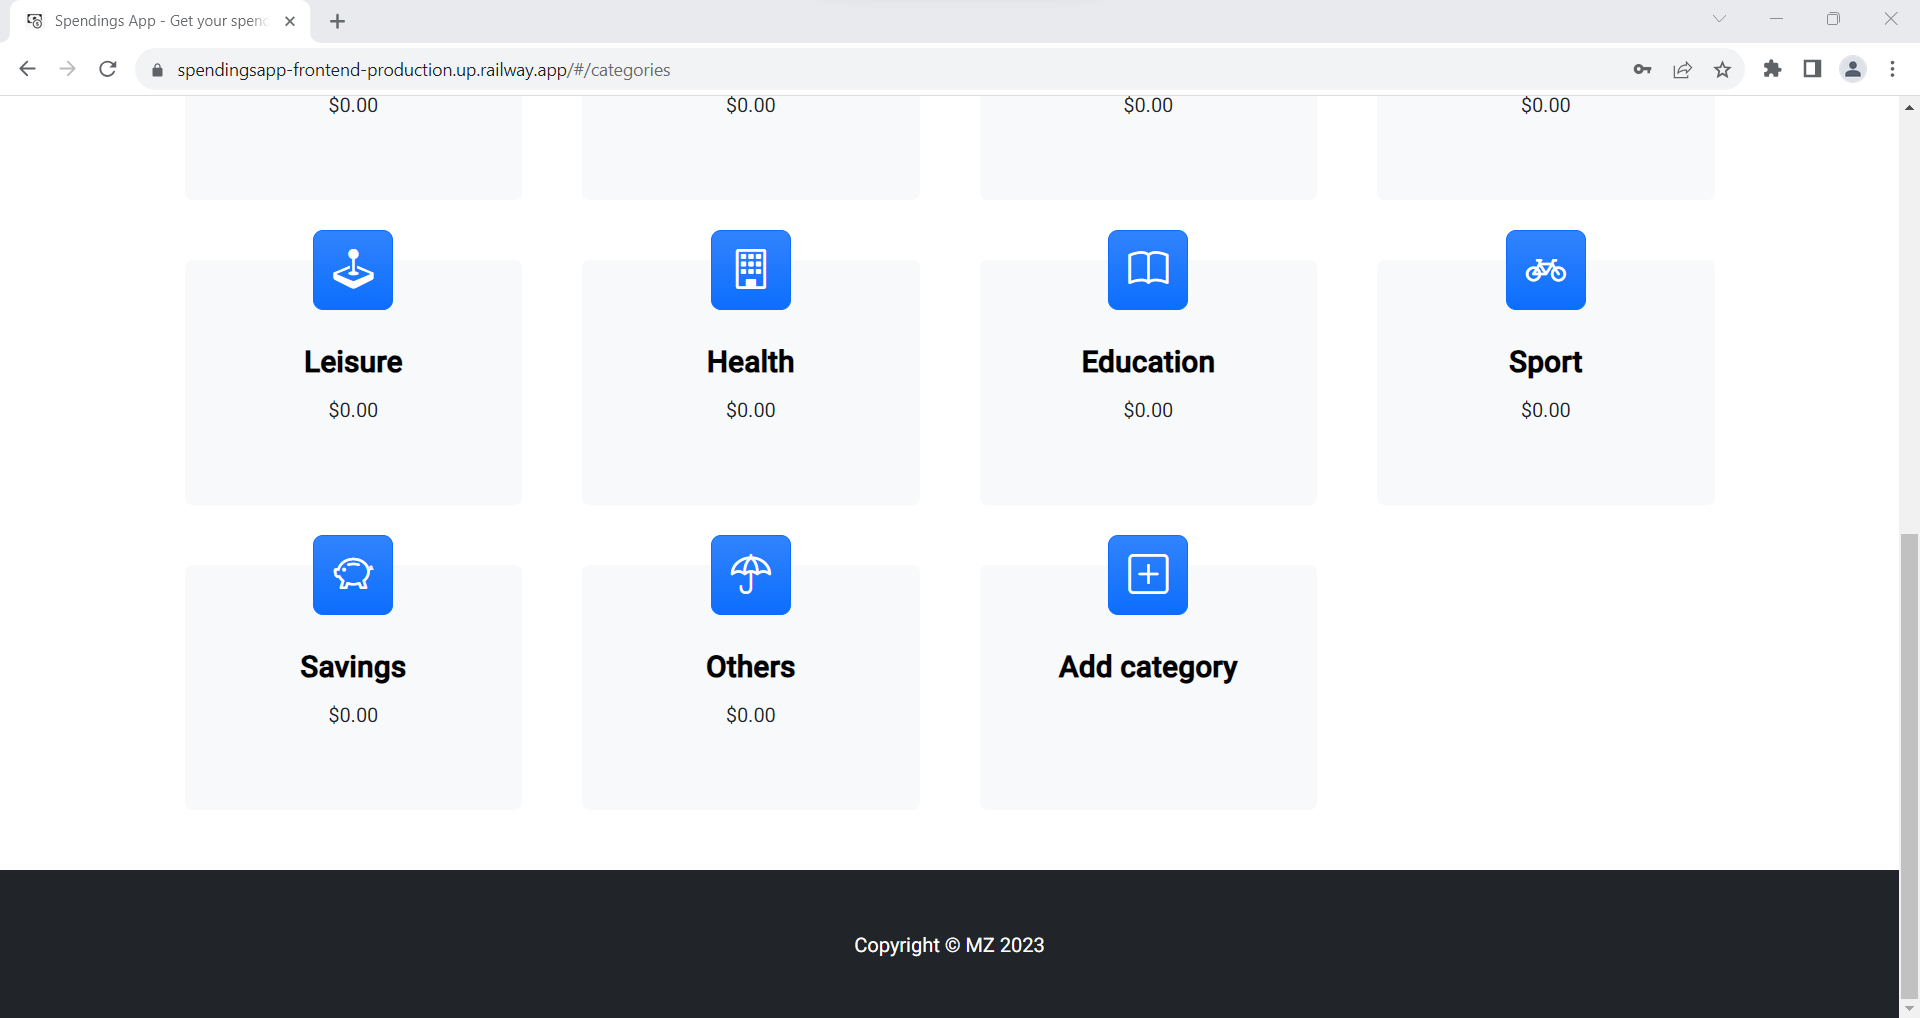 Spendings App - Get your spen
spendingsapp-frontend-production.up.railway.app/#/categories
$0.00 $0.00 $0.00 $0.00
Leisure Health Education Sport
$0.00 $0.00 $0.00 $0.00
Savings Others Add category
$0.00 $0.00
Copyright © MZ 2023